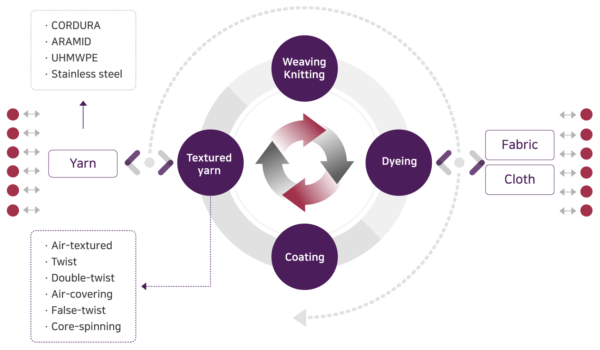 · CORDURA
· ARAMID
· UHMWPE
· Stainless steel
Weaving
Knitting
Yarn
Textured
yarn
Dyeing
Fabric
Cloth
Coating
· Air-textured
· Twist
· Double-twist
· Air-covering
· False-twist
· Core-spinning